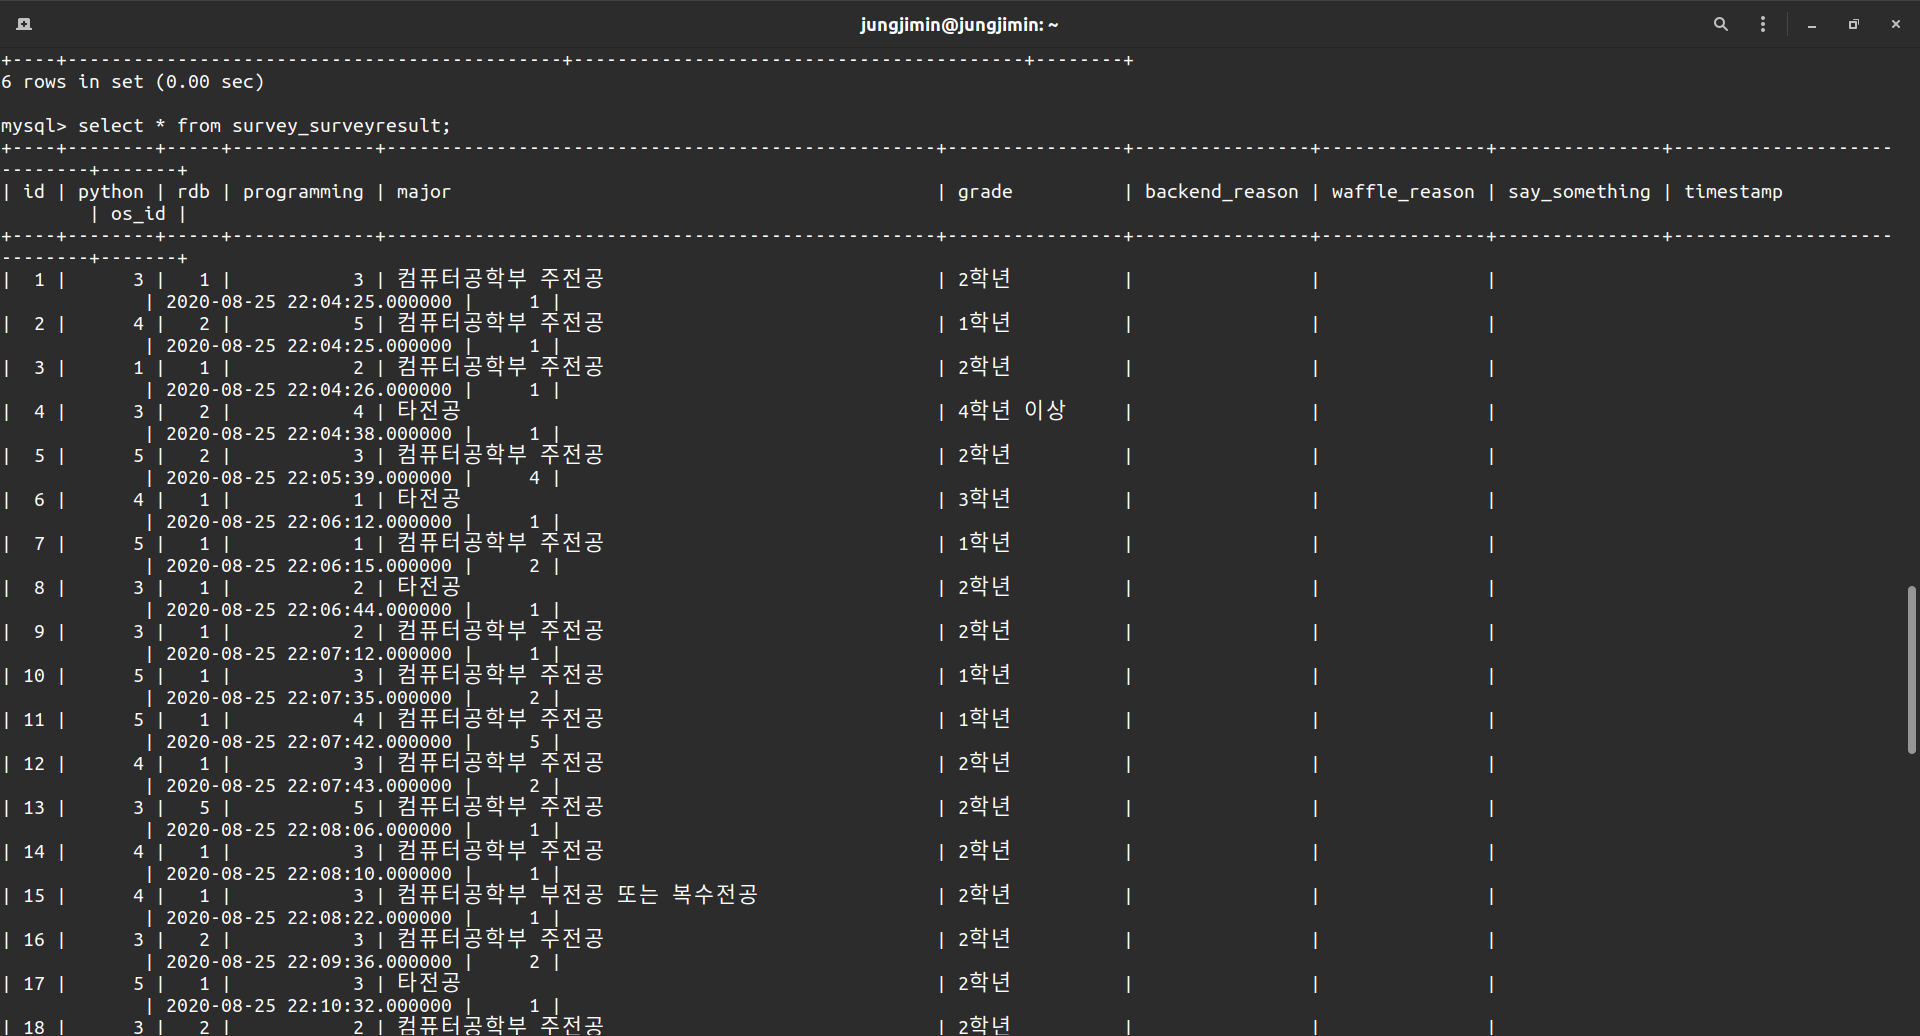 jungjimin@jungjimin: ~
+----+---------------------------------------------+-----------------------------------------+--------+
6 rows in set (0.00 sec)
mysql> select * from survey_surveyresult;
+----+--------+-----+-------------+--------------------------------------------------+----------------+----------------+---------------+---------------+--------------------
--------+-------+
| id | python | rdb | programming | major                                            | grade          | backend_reason | waffle_reason | say_something | timestamp
        | os_id |
+----+--------+-----+-------------+--------------------------------------------------+----------------+----------------+---------------+---------------+--------------------
--------+-------+
|  1 |      3 |   1 |           3 | 컴퓨터공학부 주전공 | 2학년 | | |
| 2020-08-25 22:04:25.000000 |     1 |
|  2 |      4 |   2 |           5 | 컴퓨터공학부 주전공 | 1학년 | | |
| 2020-08-25 22:04:25.000000 |     1 |
|  3 |      1 |   1 |           2 | 컴퓨터공학부 주전공 | 2학년 | | |
| 2020-08-25 22:04:26.000000 |     1 |
|  4 |      3 |   2 |           4 | 타전공 | 4학년 이상 | | |
| 2020-08-25 22:04:38.000000 |     1 |
|  5 |      5 |   2 |           3 | 컴퓨터공학부 주전공 | 2학년 | | |
| 2020-08-25 22:05:39.000000 |     4 |
|  6 |      4 |   1 |           1 | 타전공 | 3학년 | | |
| 2020-08-25 22:06:12.000000 |     1 |
|  7 |      5 |   1 |           1 | 컴퓨터공학부 주전공 | 1학년 | | |
| 2020-08-25 22:06:15.000000 |     2 |
|  8 |      3 |   1 |           2 | 타전공 | 2학년 | | |
| 2020-08-25 22:06:44.000000 |     1 |
|  9 |      3 |   1 |           2 | 컴퓨터공학부 주전공 | 2학년 | | |
| 2020-08-25 22:07:12.000000 |     1 |
| 10 |      5 |   1 |           3 | 컴퓨터공학부 주전공 | 1학년 | | |
| 2020-08-25 22:07:35.000000 |     2 |
| 11 |      5 |   1 |           4 | 컴퓨터공학부 주전공 | 1학년 | | |
| 2020-08-25 22:07:42.000000 |     5 |
| 12 |      4 |   1 |           3 | 컴퓨터공학부 주전공 | 2학년 | | |
| 2020-08-25 22:07:43.000000 |     2 |
| 13 |      3 |   5 |           5 | 컴퓨터공학부 주전공 | 2학년 | | |
| 2020-08-25 22:08:06.000000 |     1 |
| 14 |      4 |   1 |           3 | 컴퓨터공학부 주전공 | 2학년 | | |
| 2020-08-25 22:08:10.000000 |     1 |
| 15 |      4 |   1 |           3 | 컴퓨터공학부 부전공 또는 복수전공 | 2학년 | | |
| 2020-08-25 22:08:22.000000 |     1 |
| 16 |      3 |   2 |           3 | 컴퓨터공학부 주전공 | 2학년 | | |
| 2020-08-25 22:09:36.000000 |     2 |
| 17 |      5 |   1 |           3 | 타전공 | 2학년 | | |
| 2020-08-25 22:10:32.000000 |     1 |
| 18 |      3 |   2 |           2 | 컴퓨터공학부 주전공 | 2학년 | | |